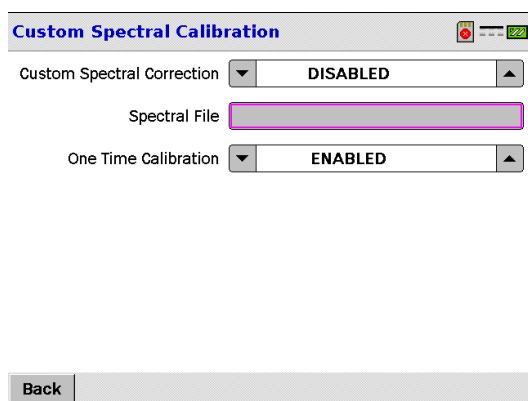 Custom Spectral Calibration
Custom Spectral Correction DISABLED
Spectral File
One Time Calibration ENABLED
Back